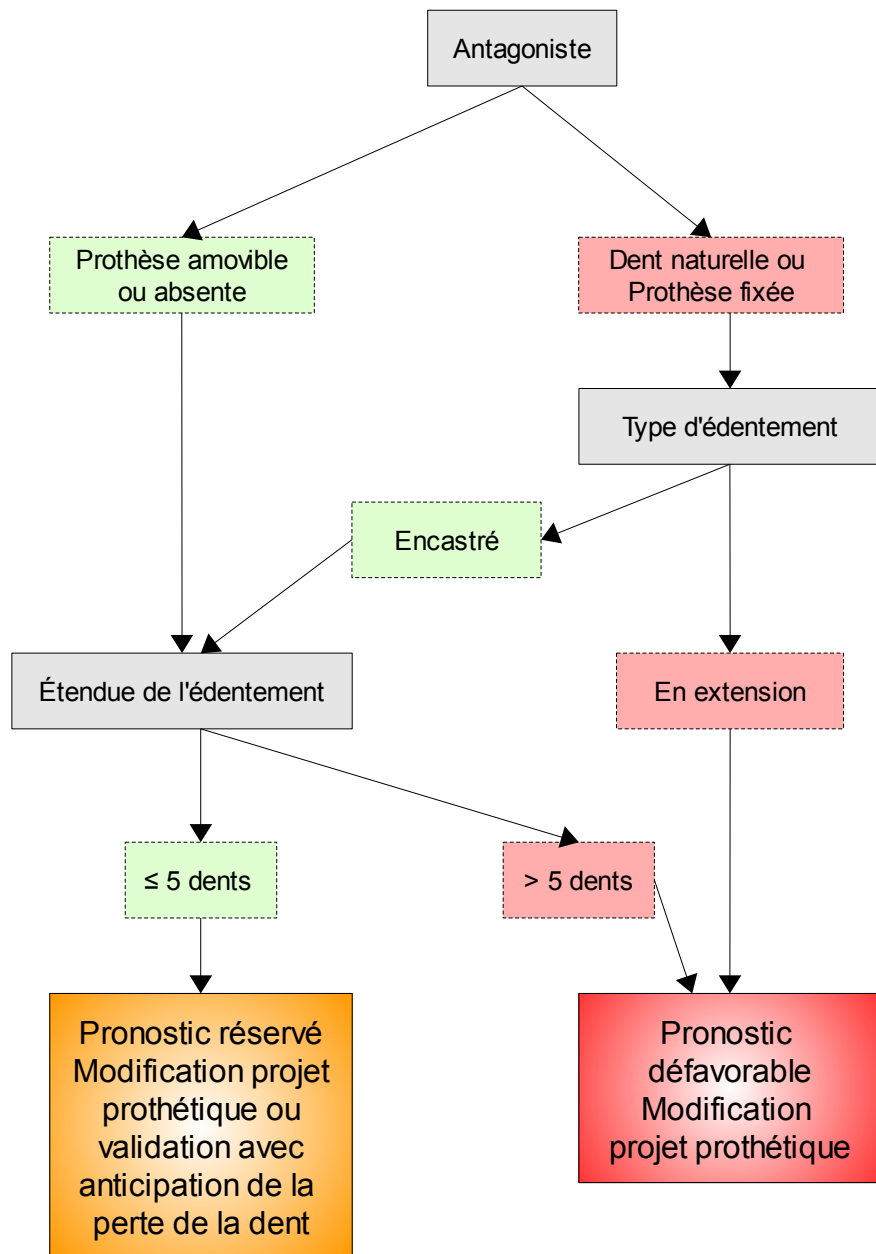 Antagoniste
Prothèse amovible
ou absente
Dent naturelle ou
Prothèse fixée
Type d'édentement
Encastré
Étendue de l'édentement
En extension
≤ 5 dents
> 5 dents
Pronostic réservé
Modification projet
prothétique ou
validation avec
anticipation de la
perte de la dent
Pronostic
défavorable
Modification
projet prothétique